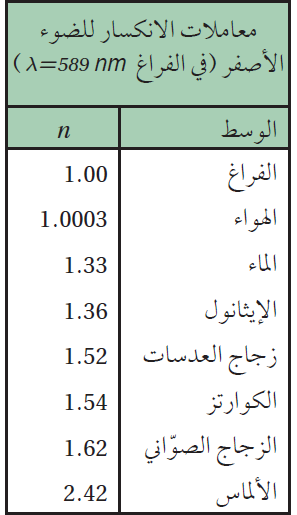 معاملات الانكسار للضوء
الأصفر (في الفراغ λ=589 nm)
الوسط n
الفراغ 1.00
الهواء 1.0003
الماء 1.33
الإيثانول 1.36
زجاج العدسات 1.52
الكوارتز 1.54
الزجاج الصوّاني 1.62
الألماس 2.42